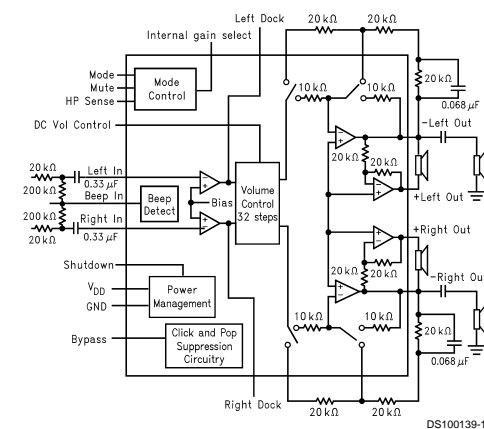 Left Dock
20 kΩ
20 kΩ
Internal gain select
Mode
Mute
HP Sense
Mode
Control
10 kΩ
10 kΩ
20 kΩ
0.068 μF
DC Vol Control
−Left Out
20 kΩ
Left In
0.33 μF
200 kΩ
Beep In
200 kΩ
Right In
20 kΩ
0.33 μF
Beep
Detect
Bias
Volume
Control
32 steps
20 kΩ
20 kΩ
+Left Out
+Right Out
20 kΩ
20 kΩ
−Right Out
Shutdown
VDD
GND
Power
Management
10 kΩ
10 kΩ
20 kΩ
0.068 μF
Bypass
Click and Pop
Suppression
Circuitry
Right Dock
20 kΩ
20 kΩ
DS100139-1